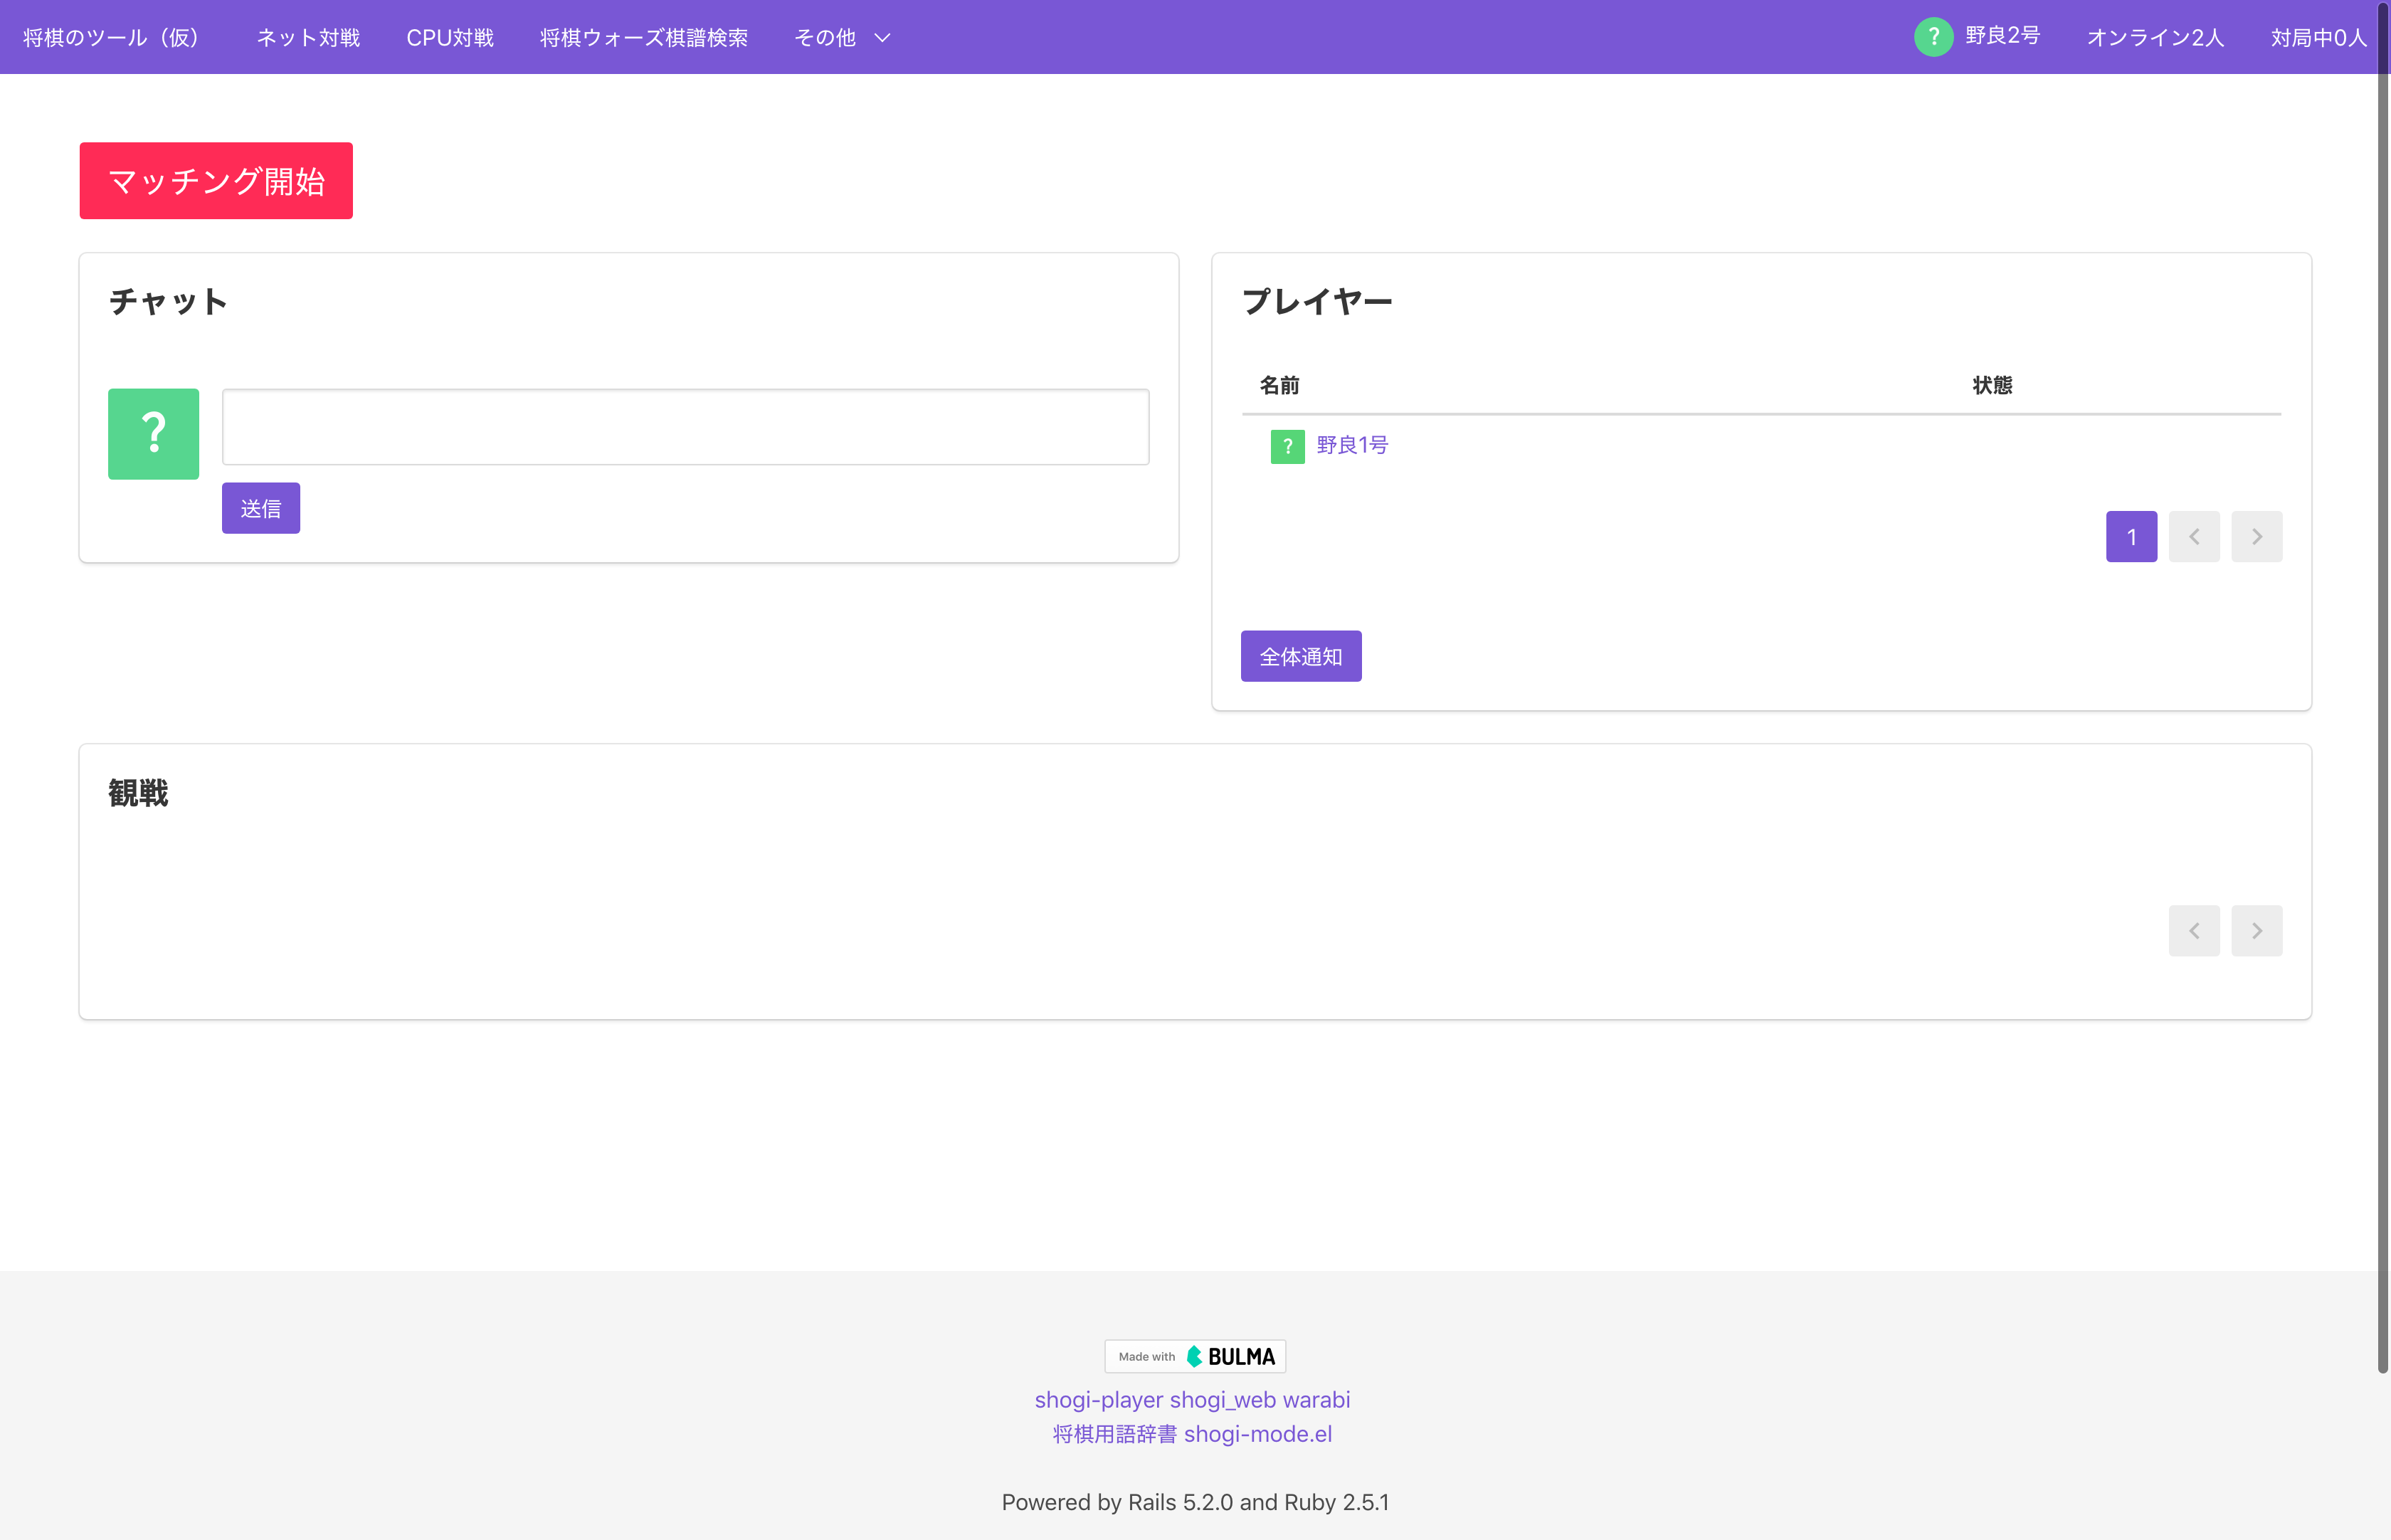 将棋のツール（仮） ネット対戦 CPU対戦 将棋ウォーズ棋譜検索 その他 ? 野良2号 オンライン2人 対局中0人
マッチング開始
チャット
?
送信
プレイヤー
名前 状態
? 野良1号
1
全体通知
観戦
Made with BULMA
shogi-player shogi_web warabi
将棋用語辞書 shogi-mode.el
Powered by Rails 5.2.0 and Ruby 2.5.1